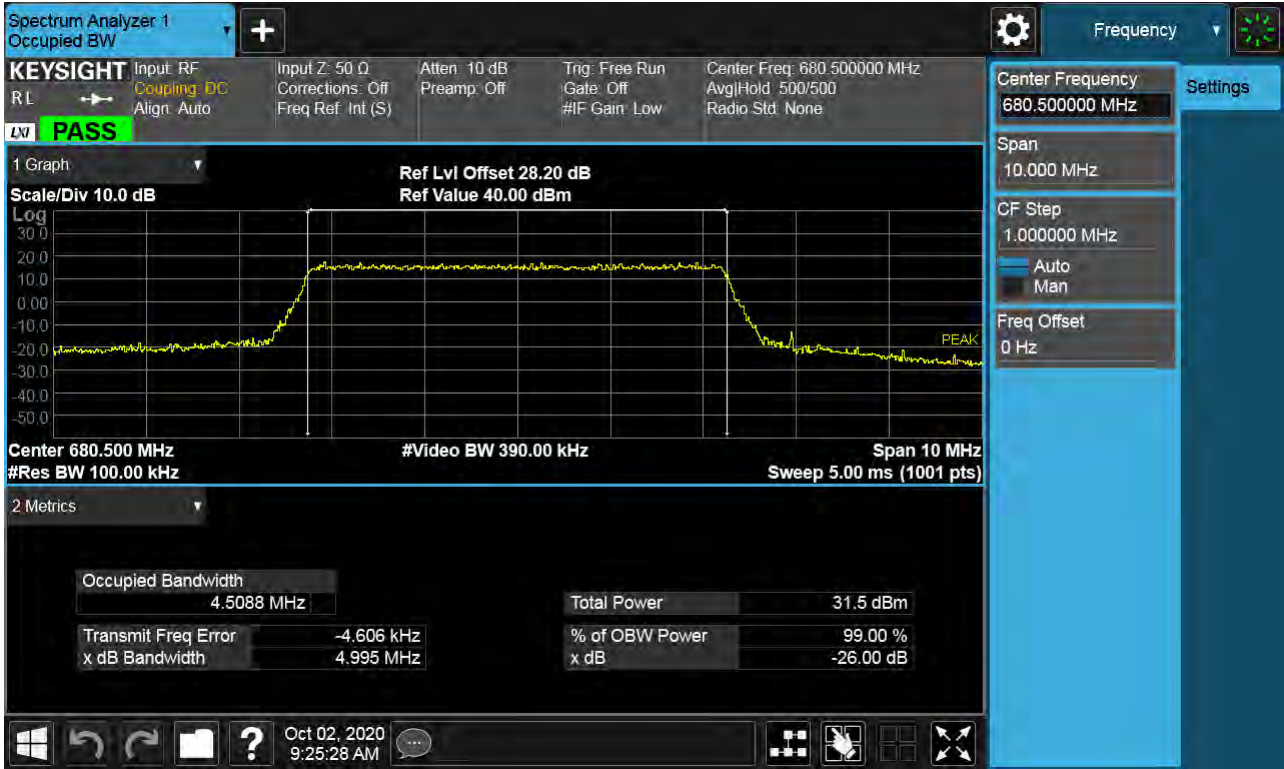 Spectrum Analyzer 1
Occupied BW
Frequency
KEYSIGHT
RL
LXI
PASS
Input: RF
Coupling: DC
Align: Auto
Input Z: 50 Ω
Corrections: Off
Freq Ref: Int (S)
Atten: 10 dB
Preamp: Off
Trig: Free Run
Gate: Off
#IF Gain: Low
Center Freq: 680.500000 MHz
Avg|Hold: 500/500
Radio Std: None
1 Graph
Scale/Div 10.0 dB
Ref Lvl Offset 28.20 dB
Ref Value 40.00 dBm
Log
30.0
20.0
10.0
0.00
-10.0
-20.0
-30.0
-40.0
-50.0
PEAK
Center 680.500 MHz
#Video BW 390.00 kHz
Span 10 MHz
#Res BW 100.00 kHz
Sweep 5.00 ms (1001 pts)
2 Metrics
Occupied Bandwidth
4.5088 MHz
Total Power 31.5 dBm
Transmit Freq Error -4.606 kHz
% of OBW Power 99.00 %
x dB Bandwidth 4.995 MHz
x dB -26.00 dB
?
Oct 02, 2020
9:25:28 AM
Center Frequency
680.500000 MHz
Settings
Span
10.000 MHz
CF Step
1.000000 MHz
Auto
Man
Freq Offset
0 Hz